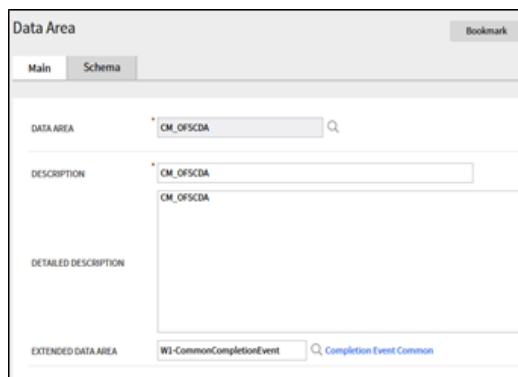 Data Area
Bookmark
Main Schema
DATA AREA * CM_OFSCDA
DESCRIPTION * CM_OFSCDA
CM_OFSCDA
DETAILED DESCRIPTION
EXTENDED DATA AREA W1-CommonCompletionEvent Completion Event Common